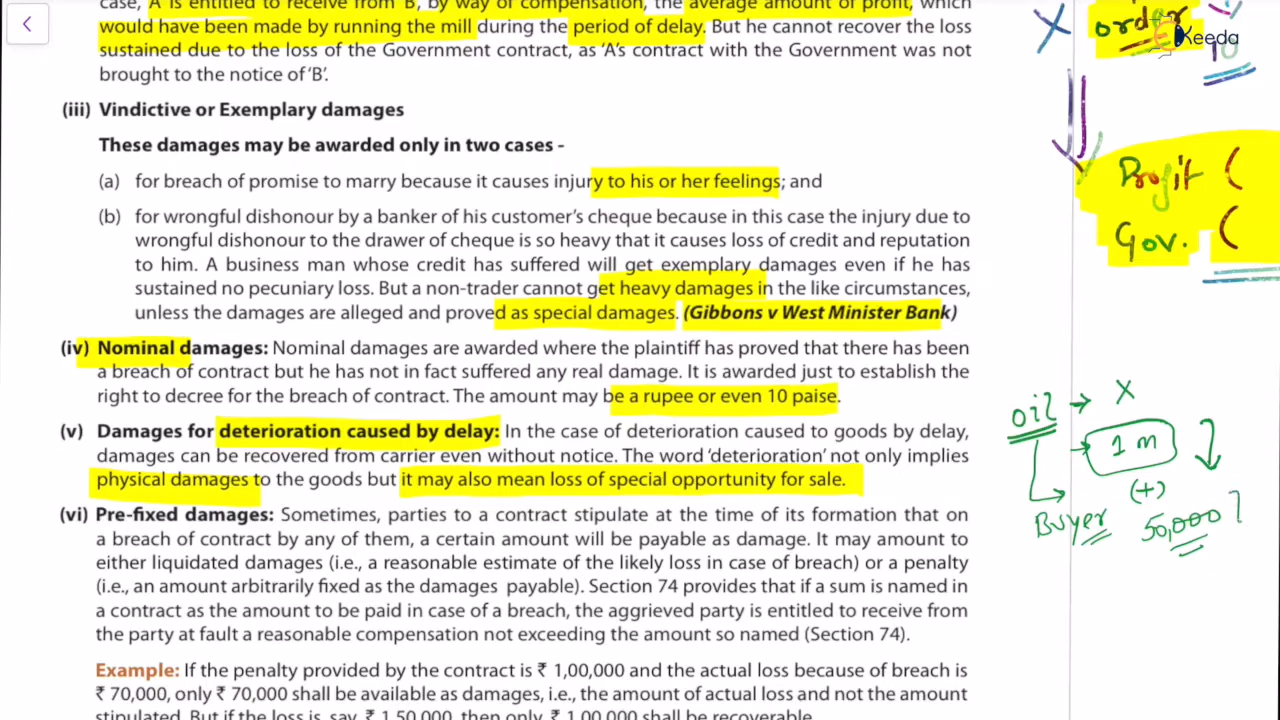 case, A is entitled to receive from 'B', by way of compensation, the average amount of profit, which
would have been made by running the mill during the period of delay. But he cannot recover the loss
sustained due to the loss of the Government contract, as 'A's contract with the Government was not
brought to the notice of 'B'.
(iii) Vindictive or Exemplary damages
These damages may be awarded only in two cases -
(a) for breach of promise to marry because it causes injury to his or her feelings; and
(b) for wrongful dishonour by a banker of his customer's cheque because in this case the injury due to
wrongful dishonour to the drawer of cheque is so heavy that it causes loss of credit and reputation
to him. A business man whose credit has suffered will get exemplary damages even if he has
sustained no pecuniary loss. But a non-trader cannot get heavy damages in the like circumstances,
unless the damages are alleged and proved as special damages. (Gibbons v West Minister Bank)
(iv) Nominal damages: Nominal damages are awarded where the plaintiff has proved that there has been
a breach of contract but he has not in fact suffered any real damage. It is awarded just to establish the
right to decree for the breach of contract. The amount may be a rupee or even 10 paise.
(v) Damages for deterioration caused by delay: In the case of deterioration caused to goods by delay,
damages can be recovered from carrier even without notice. The word 'deterioration' not only implies
physical damages to the goods but it may also mean loss of special opportunity for sale.
(vi) Pre-fixed damages: Sometimes, parties to a contract stipulate at the time of its formation that on
a breach of contract by any of them, a certain amount will be payable as damage. It may amount to
either liquidated damages (i.e., a reasonable estimate of the likely loss in case of breach) or a penalty
(i.e., an amount arbitrarily fixed as the damages payable). Section 74 provides that if a sum is named in
a contract as the amount to be paid in case of a breach, the aggrieved party is entitled to receive from
the party at fault a reasonable compensation not exceeding the amount so named (Section 74).
Example: If the penalty provided by the contract is ₹ 1,00,000 and the actual loss because of breach is
₹ 70,000, only ₹ 70,000 shall be available as damages, i.e., the amount of actual loss and not the amount
stipulated. But if the loss is, say, ₹ 1,50,000, then only, ₹ 1,00,000 shall be recoverable.
X order
Keeda
Profit (
Gov. (
oil → X
→ 1 m
(+)
Buyer 50,000